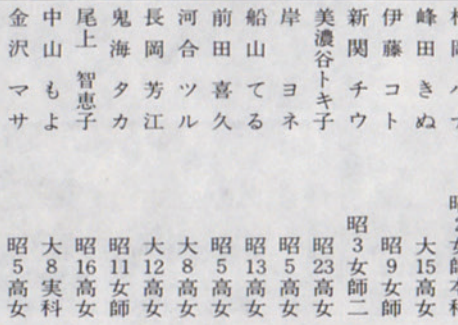 峰田きぬ 大15高女
伊藤コト 昭9女師
新関チウ 昭3女師二
美濃谷トキ子 昭23高女
岸ヨネ 昭5高女
船山てる 昭13高女
前田喜久 昭5高女
河合ツル 大8高女
長岡芳江 大12高女
鬼海タカ 昭11女師
尾上智恵子 昭16高女
中山もよ 大8実科
金沢マサ 昭5高女